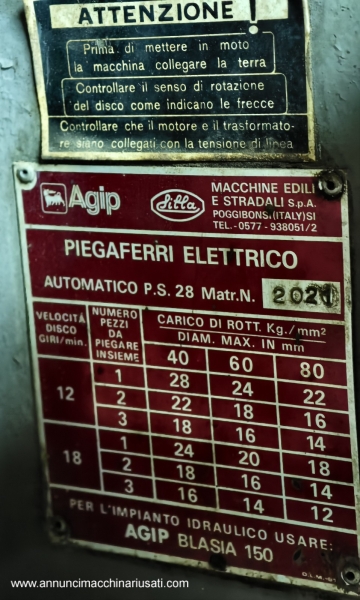 ATTENZIONE !
Prima di mettere in moto
la macchina collegare la terra
Controllare il senso di rotazione
del disco come indicano le frecce
Controllare che il motore e il trasformato-
re siano collegati con la tensione di linea
Agip
Silla
MACCHINE EDILI
E STRADALI S.p.A.
POGGIBONSI (ITALY) SI
TEL.-0577-938051/2
PIEGAFERRI ELETTRICO
AUTOMATICO P.S. 28 Matr.N. 2021
VELOCITÀ DISCO GIRI/min. NUMERO PEZZI DA PIEGARE INSIEME CARICO DI ROTT. Kg./mm²
DIAM. MAX. IN mm
40 60 80
12 1 28 24 22
2 22 18 16
3 18 16 14
18 1 24 20 18
2 18 16 14
3 16 14 12
PER L'IMPIANTO IDRAULICO USARE:
AGIP BLASIA 150
www.annuncimacchinariusati.com